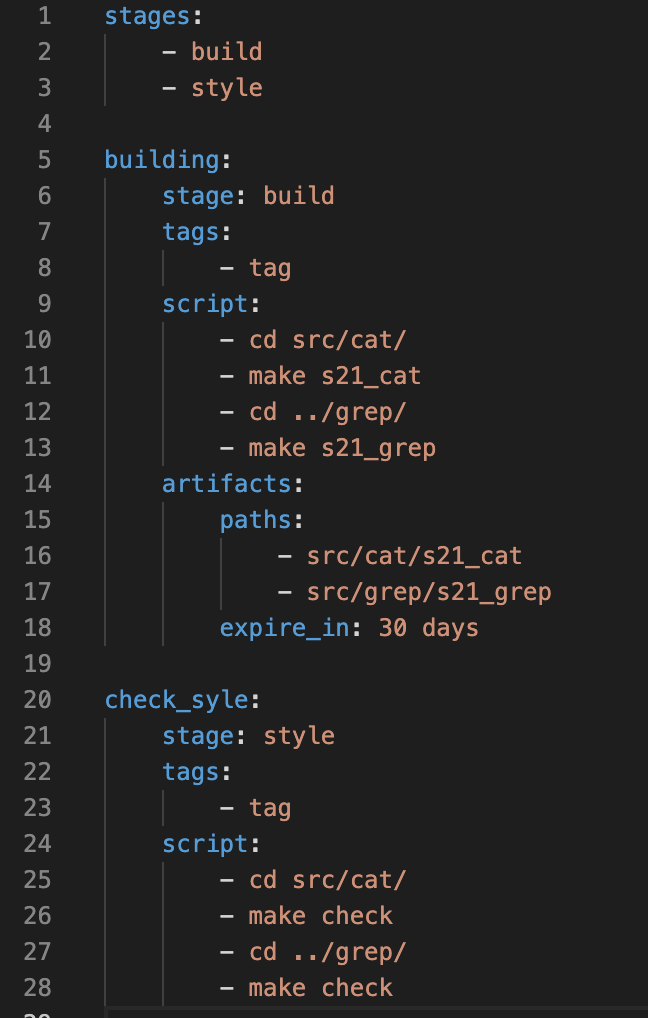 1 stages:
2     - build
3     - style
4
5 building:
6     stage: build
7     tags:
8         - tag
9     script:
10         - cd src/cat/
11         - make s21_cat
12         - cd ../grep/
13         - make s21_grep
14     artifacts:
15         paths:
16             - src/cat/s21_cat
17             - src/grep/s21_grep
18         expire_in: 30 days
19
20 check_syle:
21     stage: style
22     tags:
23         - tag
24     script:
25         - cd src/cat/
26         - make check
27         - cd ../grep/
28         - make check